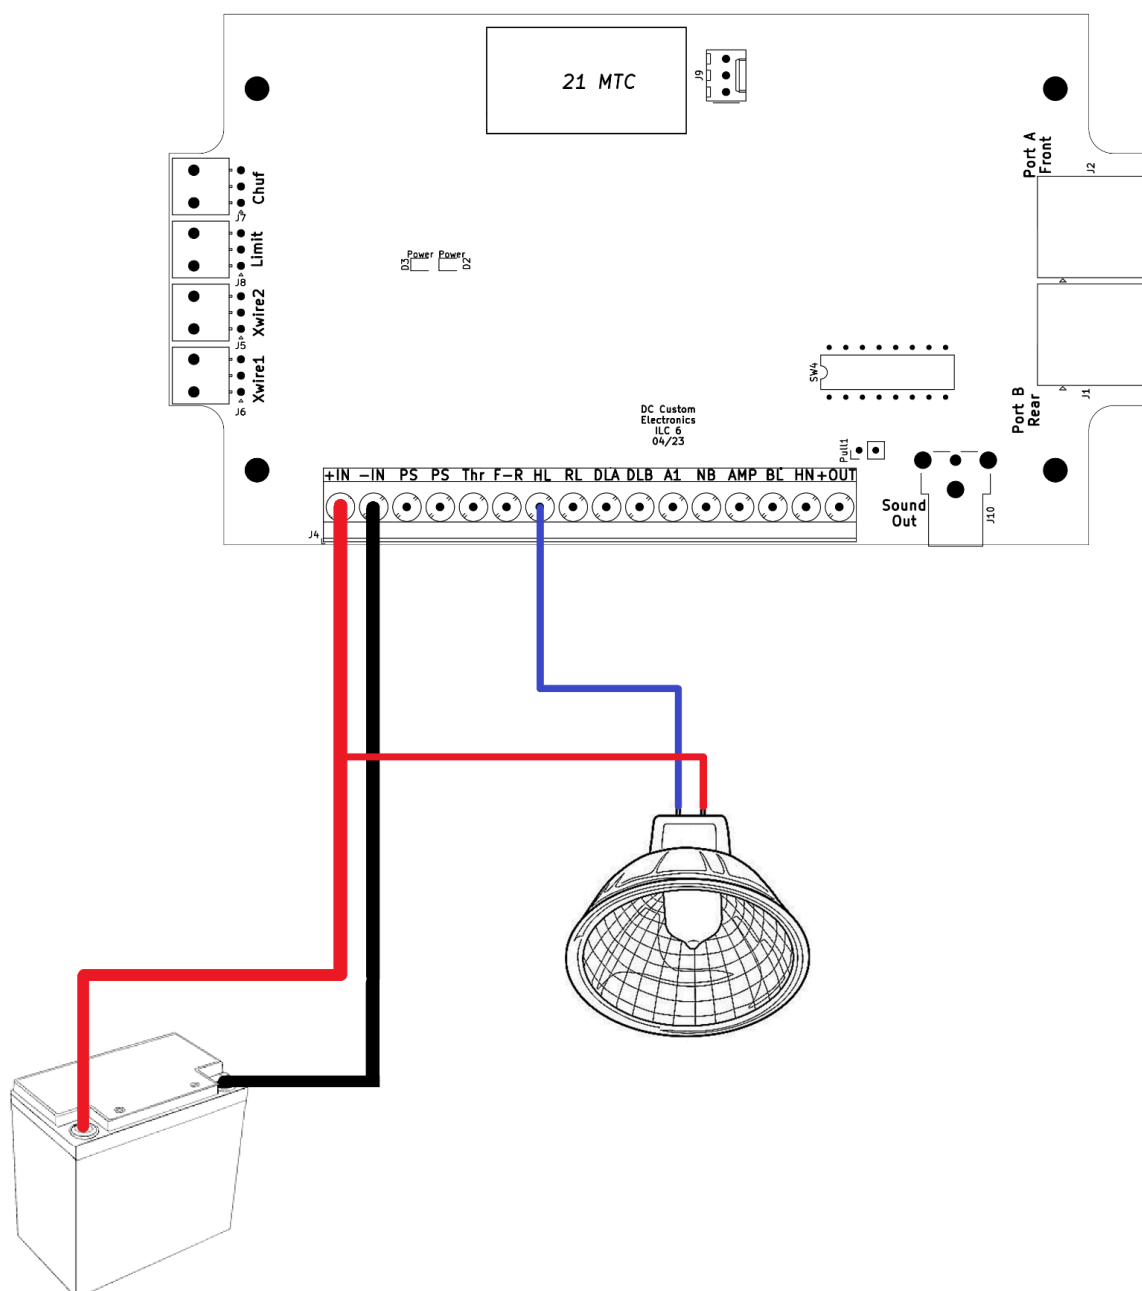 21 MTC
J9
Port A
Front
J2
Chuf
J7
Limit
J8
Xwire2
J5
Xwire1
J6
Power Power
D3 D2
SW4
DC Custom
Electronics
ILC 6
04/23
Pull1
Port B
Rear
J1
+IN -IN PS PS Thr F-R HL RL DLA DLB A1 NB AMP BL HN +OUT
J4
Sound
Out
J10